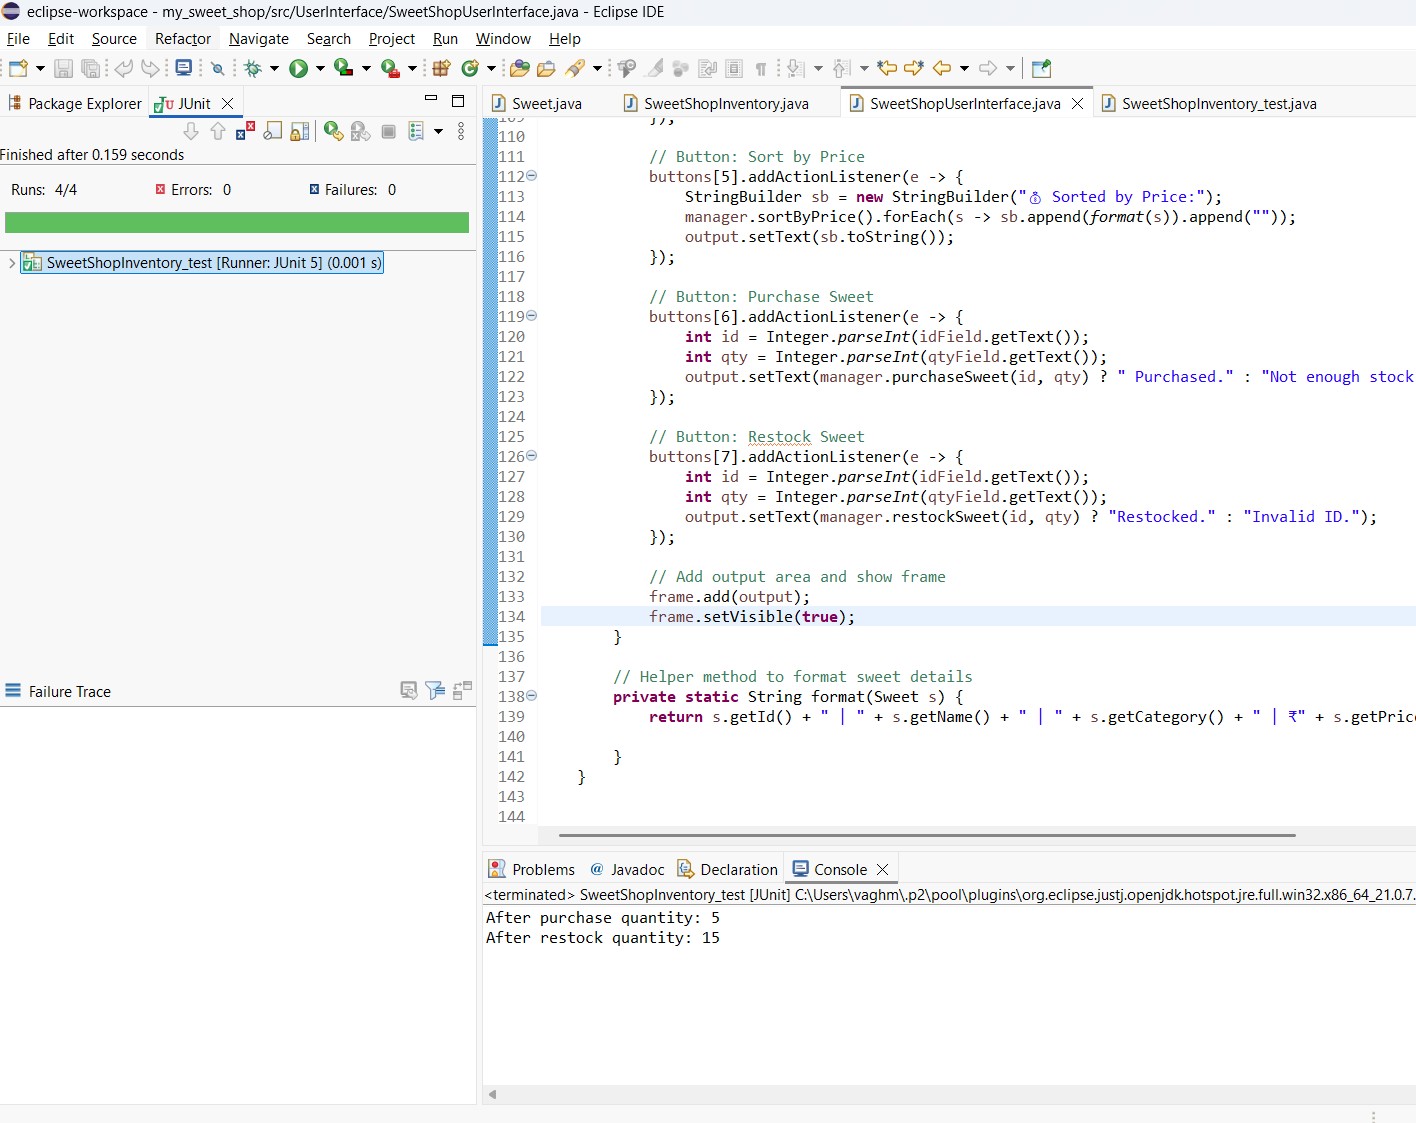 eclipse-workspace - my_sweet_shop/src/UserInterface/SweetShopUserInterface.java - Eclipse IDE
File Edit Source Refactor Navigate Search Project Run Window Help
Package Explorer JUnit
Finished after 0.159 seconds
Runs: 4/4 Errors: 0 Failures: 0
SweetShopInventory_test [Runner: JUnit 5] (0.001 s)
Failure Trace
Sweet.java SweetShopInventory.java SweetShopUserInterface.java SweetShopInventory_test.java
109 });
110
111 // Button: Sort by Price
112 buttons[5].addActionListener(e -> {
113 StringBuilder sb = new StringBuilder("💰 Sorted by Price:");
114 manager.sortByPrice().forEach(s -> sb.append(format(s)).append(""));
115 output.setText(sb.toString());
116 });
117
118 // Button: Purchase Sweet
119 buttons[6].addActionListener(e -> {
120 int id = Integer.parseInt(idField.getText());
121 int qty = Integer.parseInt(qtyField.getText());
122 output.setText(manager.purchaseSweet(id, qty) ? " Purchased." : "Not enough stock
123 });
124
125 // Button: Restock Sweet
126 buttons[7].addActionListener(e -> {
127 int id = Integer.parseInt(idField.getText());
128 int qty = Integer.parseInt(qtyField.getText());
129 output.setText(manager.restockSweet(id, qty) ? "Restocked." : "Invalid ID.");
130 });
131
132 // Add output area and show frame
133 frame.add(output);
134 frame.setVisible(true);
135 }
136
137 // Helper method to format sweet details
138 private static String format(Sweet s) {
139 return s.getId() + " | " + s.getName() + " | " + s.getCategory() + " | ₹" + s.getPric
140
141 }
142 }
143
144
Problems @ Javadoc Declaration Console
<terminated> SweetShopInventory_test [JUnit] C:\Users\vaghm\.p2\pool\plugins\org.eclipse.justj.openjdk.hotspot.jre.full.win32.x86_64_21.0.7.
After purchase quantity: 5
After restock quantity: 15